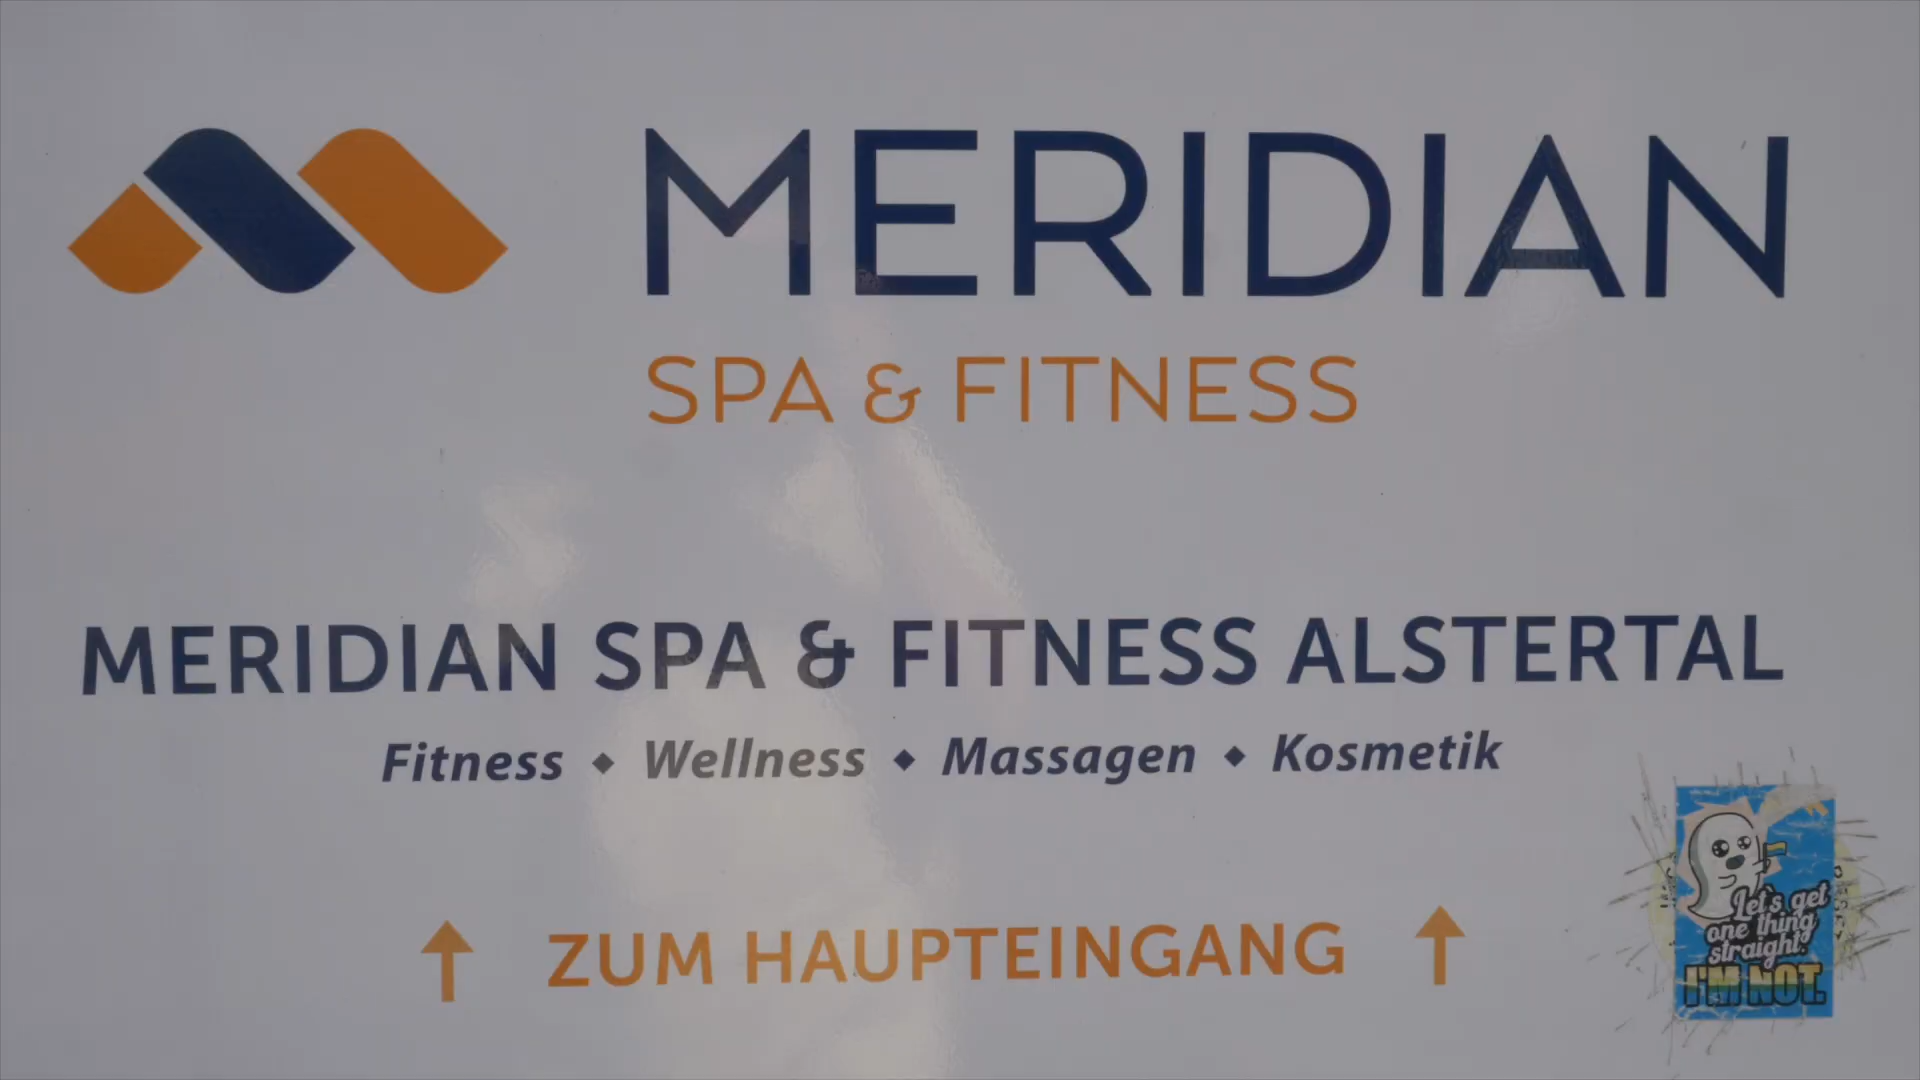 MERIDIAN
SPA & FITNESS
MERIDIAN SPA & FITNESS ALSTERTAL
Fitness ◆ Wellness ◆ Massagen ◆ Kosmetik
↑ ZUM HAUPTEINGANG ↑
Let's get
one thing
straight.
I'M NOT.